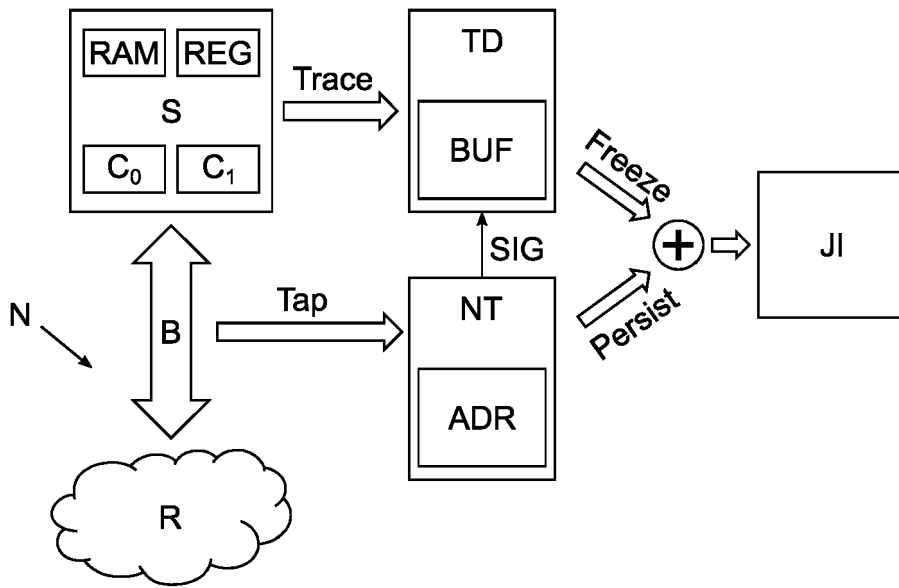 RAM REG
S
C₀ C₁
Trace
TD
BUF
Freeze
SIG
N
B
Tap
NT
ADR
Persist
+
JI
R